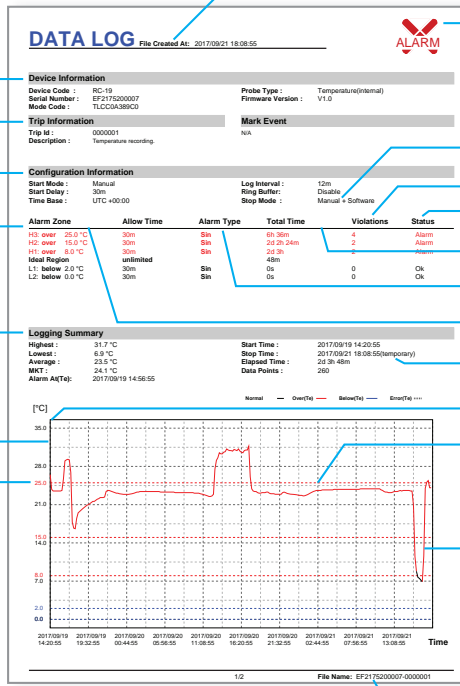 DATA LOG File Created At: 2017/09/21 18:08:55
ALARM
Device Information
Device Code : RC-19 Probe Type : Temperature(internal)
Serial Number : EF2175200007 Firmware Version : V1.0
Mode Code : TLCC0A389C0
Trip Information Mark Event
Trip Id : 0000001 N/A
Description : Temperature recording.
Configuration Information
Start Mode : Manual Log Interval : 12m
Start Delay : 30m Ring Buffer: Disable
Time Base : UTC +00:00 Stop Mode : Manual + Software
Alarm Zone Allow Time Alarm Type Total Time Violations Status
H3: over 25.0 °C 30m Sin 6h 36m 4 Alarm
H2: over 15.0 °C 30m Sin 2d 2h 24m 2 Alarm
H1: over 8.0 °C 30m Sin 2d 3h 2 Alarm
Ideal Region unlimited 48m
L1: below 2.0 °C 30m Sin 0s 0 Ok
L2: below 0.0 °C 30m Sin 0s 0 Ok
Logging Summary
Highest : 31.7 °C Start Time : 2017/09/19 14:20:55
Lowest : 6.9 °C Stop Time : 2017/09/21 18:08:55(temporary)
Average : 23.5 °C Elapsed Time : 2d 3h 48m
MKT : 24.1 °C Data Points : 260
Alarm At(Te): 2017/09/19 14:56:55
Normal Over(Te) Below(Te) Error(Te)
[°C]
35.0
28.0
25.0
21.0
15.0
14.0
8.0
7.0
2.0
0.0
2017/09/19 2017/09/19 2017/09/20 2017/09/20 2017/09/20 2017/09/20 2017/09/20 2017/09/21 2017/09/21 2017/09/21
14:20:55 19:32:55 00:44:55 05:56:55 11:08:55 16:20:55 21:32:55 02:44:55 07:56:55 13:08:55 Time
1/2 File Name: EF2175200007-0000001